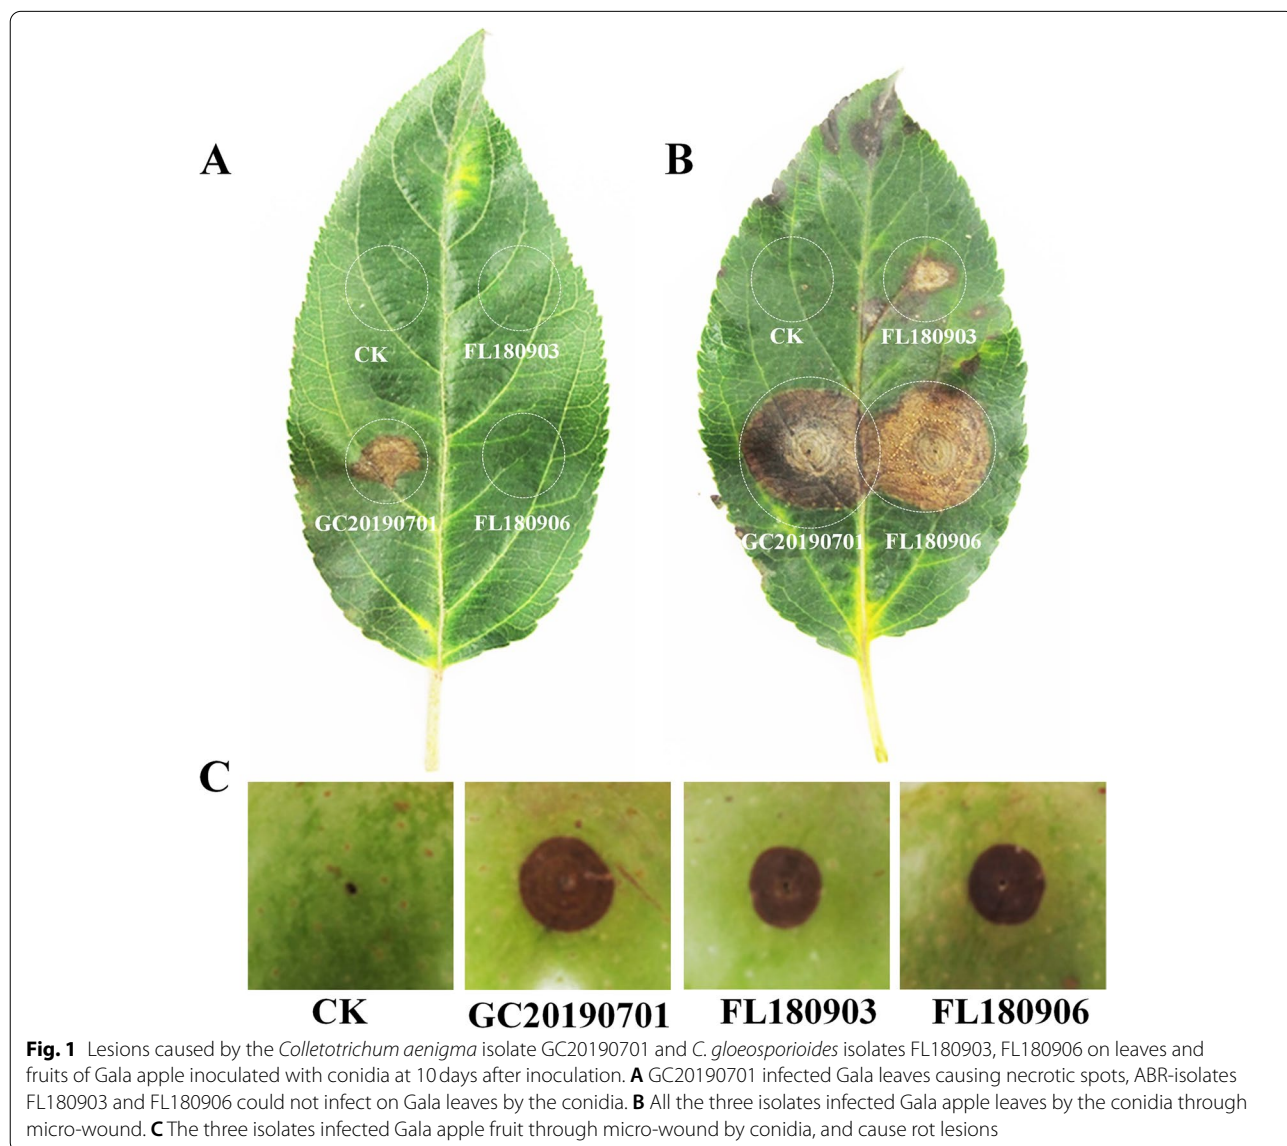 A
B
CK
FL180903
CK
FL180903
GC20190701
FL180906
GC20190701
FL180906
C
CK
GC20190701
FL180903
FL180906
Fig. 1 Lesions caused by the Colletotrichum aenigma isolate GC20190701 and C. gloeosporioides isolates FL180903, FL180906 on leaves and
fruits of Gala apple inoculated with conidia at 10 days after inoculation. A GC20190701 infected Gala leaves causing necrotic spots, ABR-isolates
FL180903 and FL180906 could not infect on Gala leaves by the conidia. B All the three isolates infected Gala apple leaves by the conidia through
micro-wound. C The three isolates infected Gala apple fruit through micro-wound by conidia, and cause rot lesions